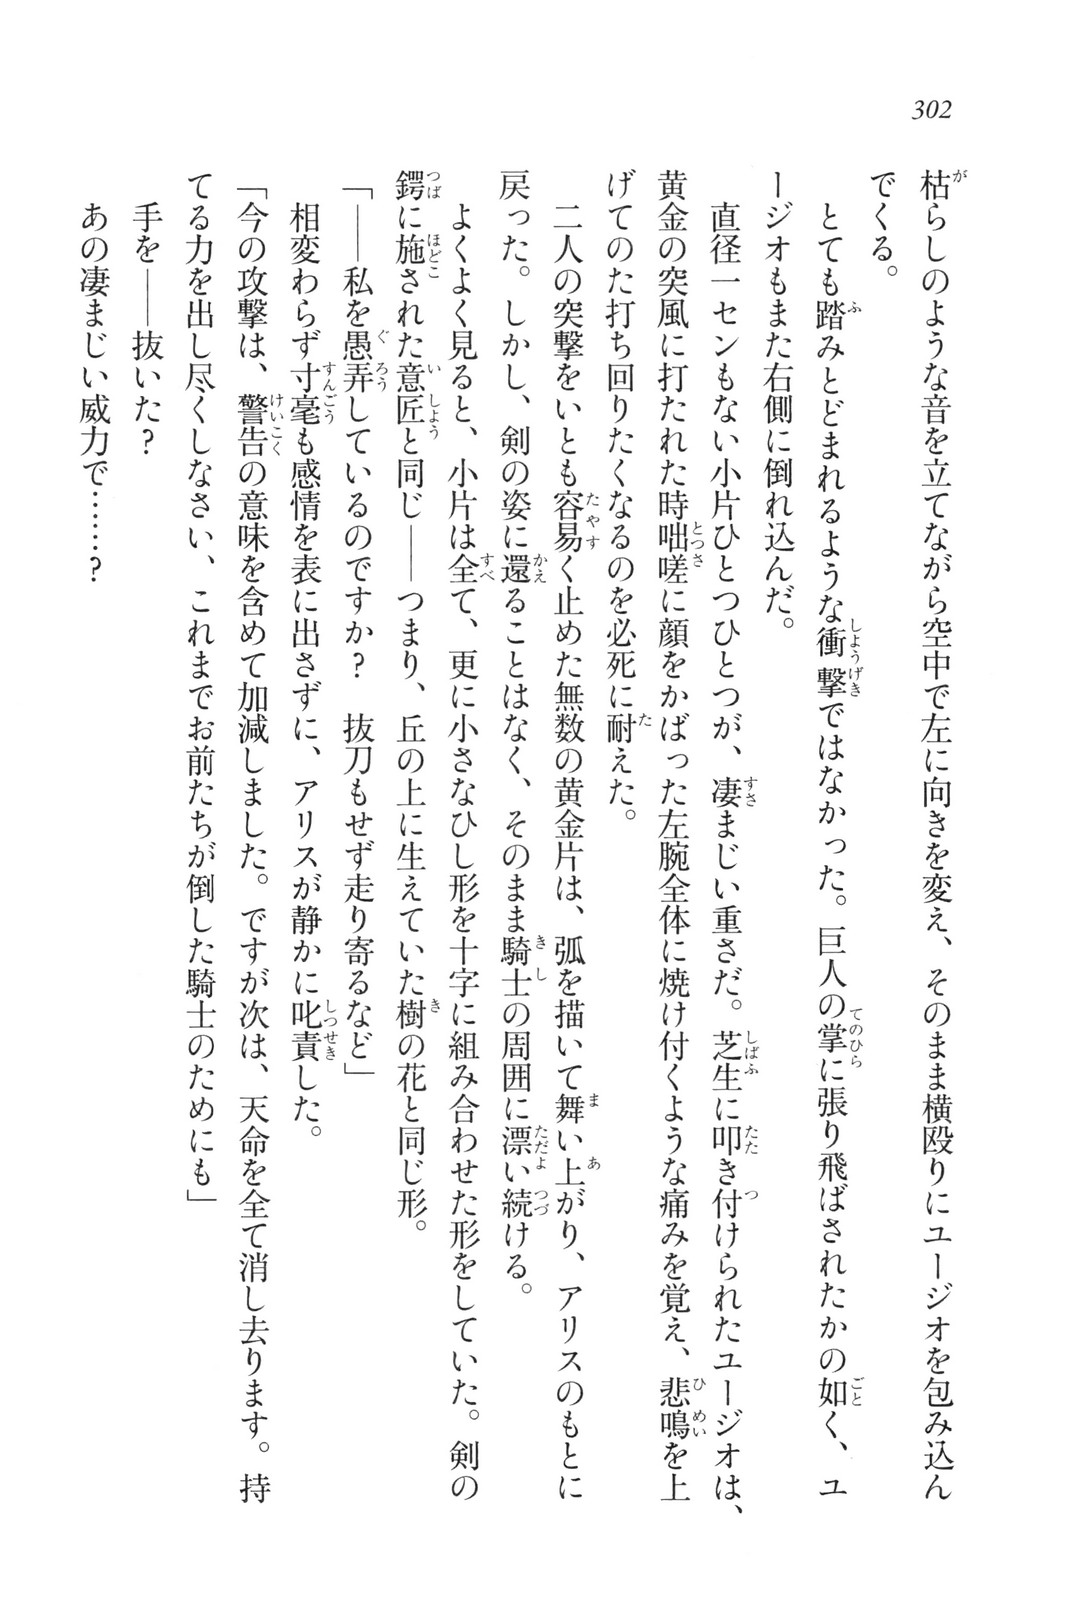 302
枯らしのような音を立てながら空中で左に向きを変え、そのまま横殴りにユージオを包み込ん
でくる。
とても踏みとどまれるような衝撃ではなかった。巨人の掌に張り飛ばされたかの如く、ユ
ージオもまた右側に倒れ込んだ。
直径一センもない小片ひとつひとつが、凄まじい重さだ。芝生に叩き付けられたユージオは、
黄金の突風に打たれた時咄嗟に顔をかばった左腕全体に焼け付くような痛みを覚え、悲鳴を上
げてのた打ち回りたくなるのを必死に耐えた。
二人の突撃をいとも容易く止めた無数の黄金片は、弧を描いて舞い上がり、アリスのもとに
戻った。しかし、剣の姿に還ることはなく、そのまま騎士の周囲に漂い続ける。
よくよく見ると、小片は全て、更に小さなひし形を十字に組み合わせた形をしていた。剣の
鍔に施された意匠と同じ――つまり、丘の上に生えていた樹の花と同じ形。
「――私を愚弄しているのですか？　抜刀もせず走り寄るなど」
相変わらず寸毫も感情を表に出さずに、アリスが静かに叱責した。
「今の攻撃は、警告の意味を含めて加減しました。ですが次は、天命を全て消し去ります。持
てる力を出し尽くしなさい、これまでお前たちが倒した騎士のためにも」
手を――抜いた？
あの凄まじい威力で……？